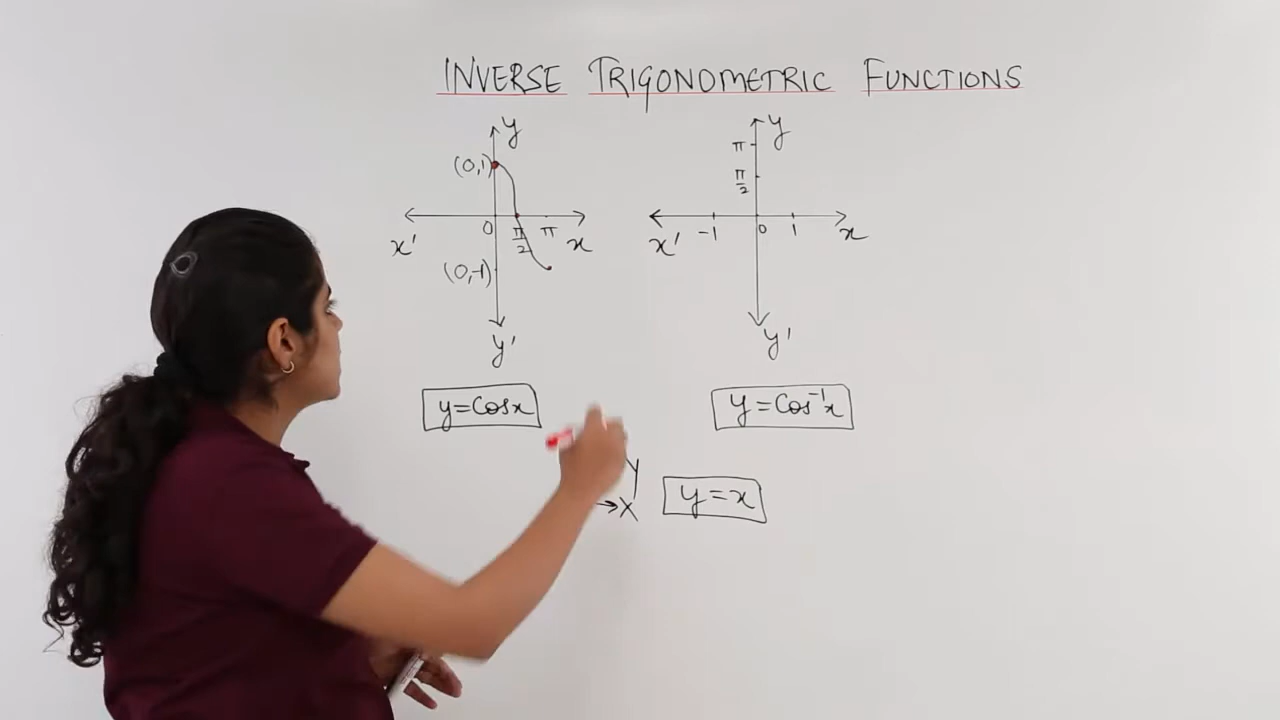 INVERSE TRIGONOMETRIC FUNCTIONS
y
(0,1)
0
π/2
π
x
x'
(0,-1)
y'
y
π
π/2
x'
-1
0
1
x
y'
y=Cosx
y=Cos⁻¹x
y
→X
y=x